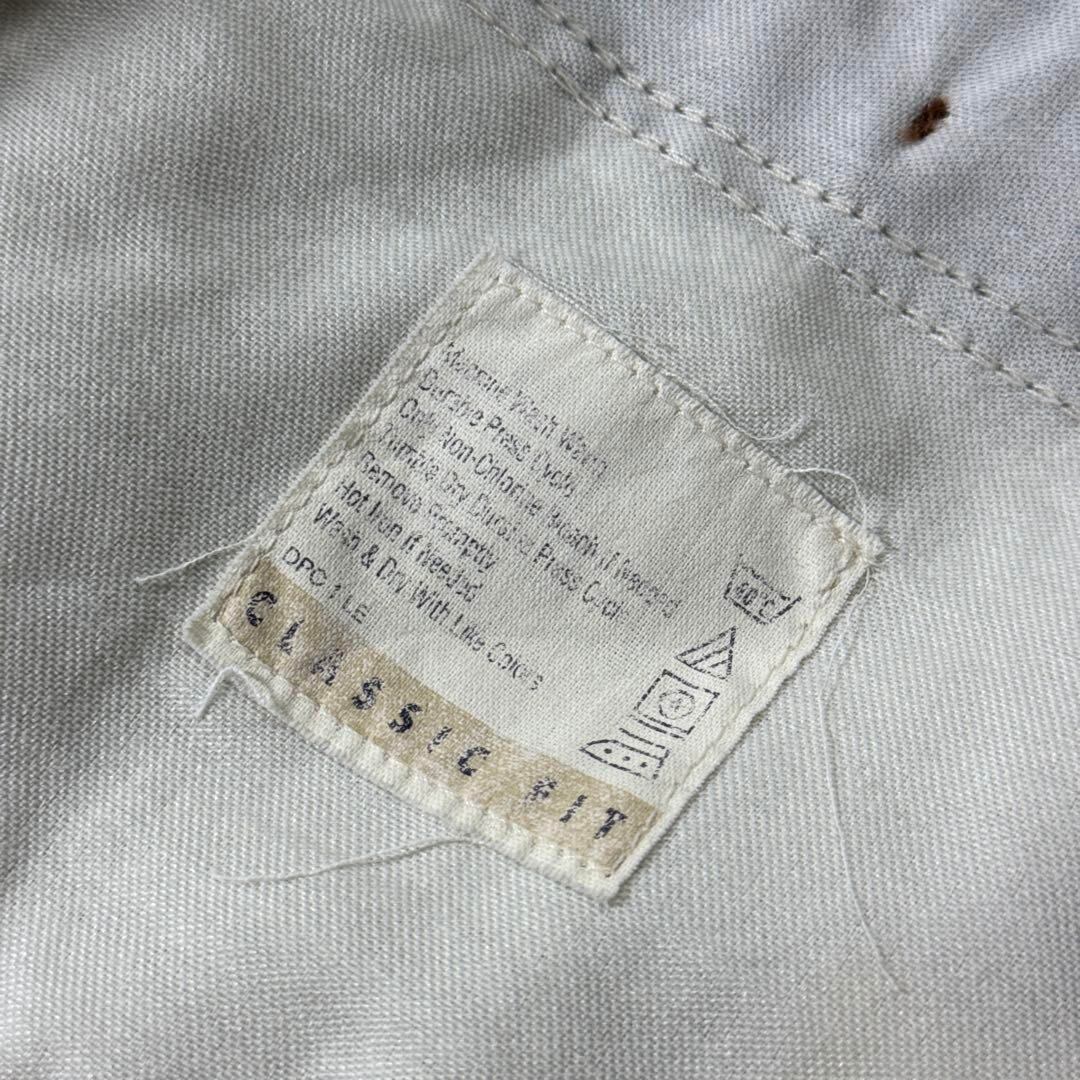 Machine Wash Warm
Durable Press Cycle
Only Non-Chlorine Bleach if Needed
Tumble Dry Durable Press Cycle
Remove Promptly
Hot Iron if Needed
Wash & Dry With Like Colors
DPC 1 LE
CLASSIC FIT
60°C